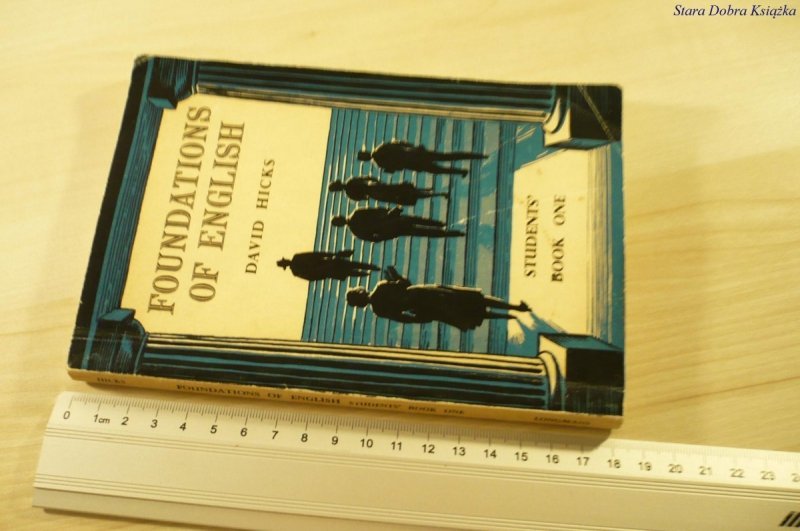 Stara Dobra Książka
FOUNDATIONS
OF ENGLISH
DAVID HICKS
STUDENTS'
BOOK ONE
HICKS FOUNDATIONS OF ENGLISH STUDENTS' BOOK ONE LONGMANS
0 1cm 2 3 4 5 6 7 8 9 10 11 12 13 14 15 16 17 18 19 20 21 22 23